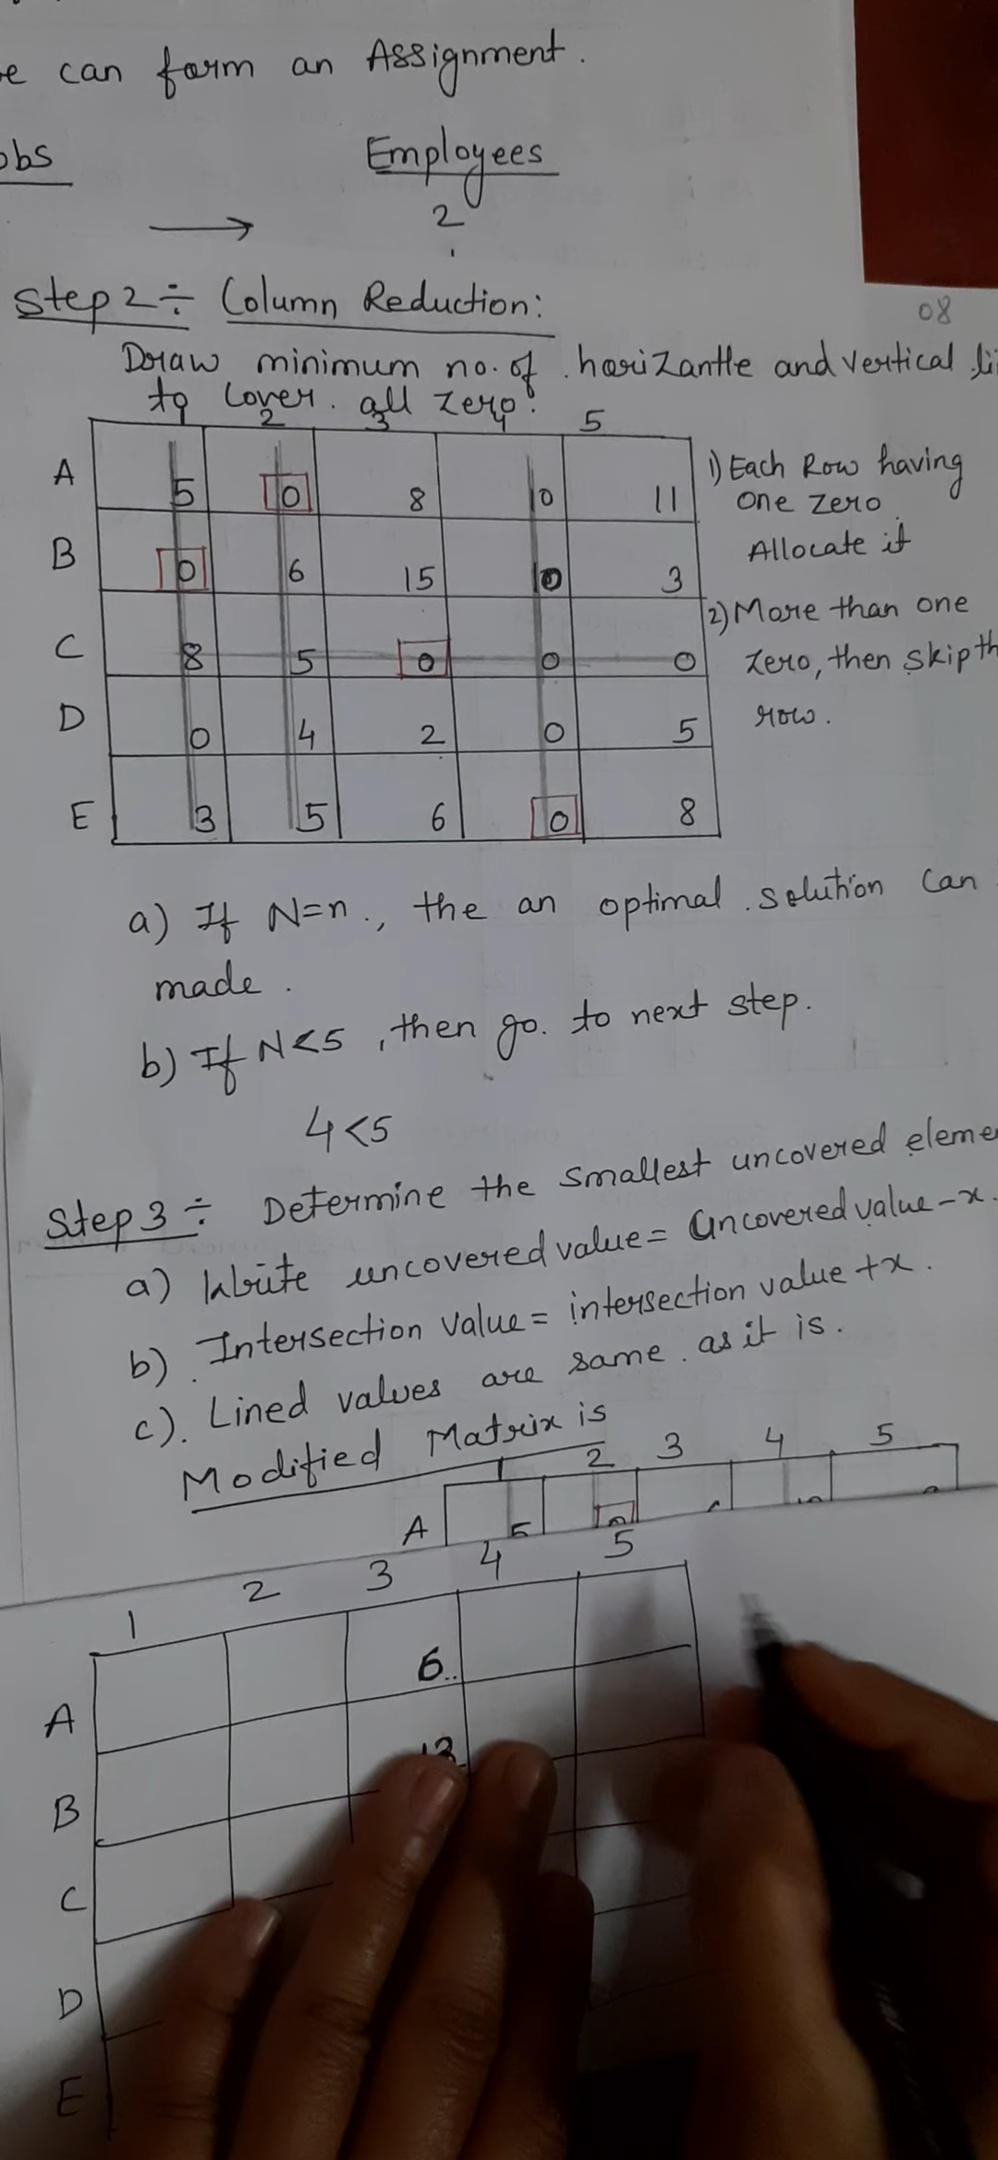 can form an Assignment.
Employees
2
Step 2 ÷ Column Reduction:
08
Draw minimum no. of horizantle and vertical
to cover all zero.
1 2 3 4 5
A 5 0 8 0 11
B 0 6 15 0 3
C 8 5 0 0 0
D 0 4 2 0 5
E 3 5 6 0 8
1) Each Row having
one zero.
Allocate it
2) More than one
zero, then skip
row.
a) If N=n., the an optimal solution can
made.
b) If N<5, then go. to next step.
4<5
Step 3 ÷ Determine the smallest uncovered
a) Write uncovered value = Uncovered value -x.
b) Intersection value = intersection value +x.
c). Lined values are same as it is.
Modified Matrix is
1 2 3 4 5
A 5
1 2 3 4 5
A 6
B 13
C
D
E